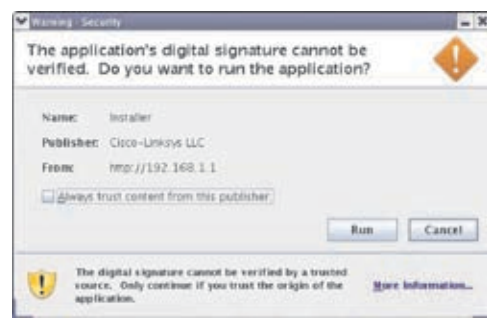 Warning - Security
The application's digital signature cannot be
verified. Do you want to run the application?
Name: Installer
Publisher: Cisco-Linksys LLC
From: http://192.168.1.1
Always trust content from this publisher
Run Cancel
The digital signature cannot be verified by a trusted
source. Only continue if you trust the origin of the
application.
More Information...